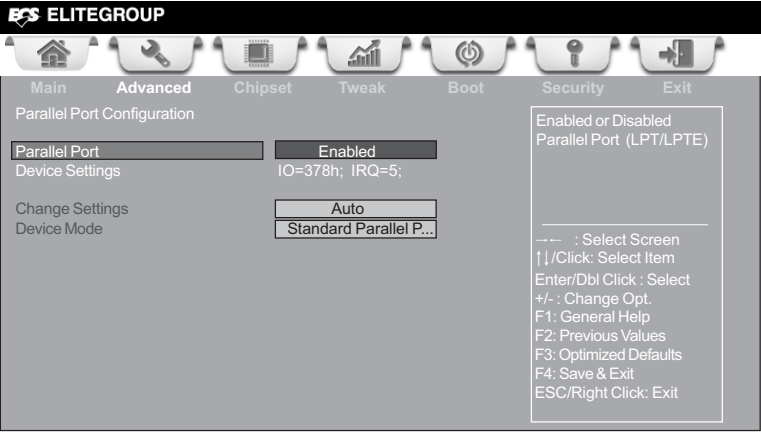 ECS ELITEGROUP
Main Advanced Chipset Tweak Boot Security Exit
Parallel Port Configuration
Parallel Port Enabled
Device Settings IO=378h; IRQ=5;
Change Settings Auto
Device Mode Standard Parallel P...
Enabled or Disabled
Parallel Port (LPT/LPTE)
→← : Select Screen
↑↓/Click: Select Item
Enter/Dbl Click : Select
+/- : Change Opt.
F1: General Help
F2: Previous Values
F3: Optimized Defaults
F4: Save & Exit
ESC/Right Click: Exit